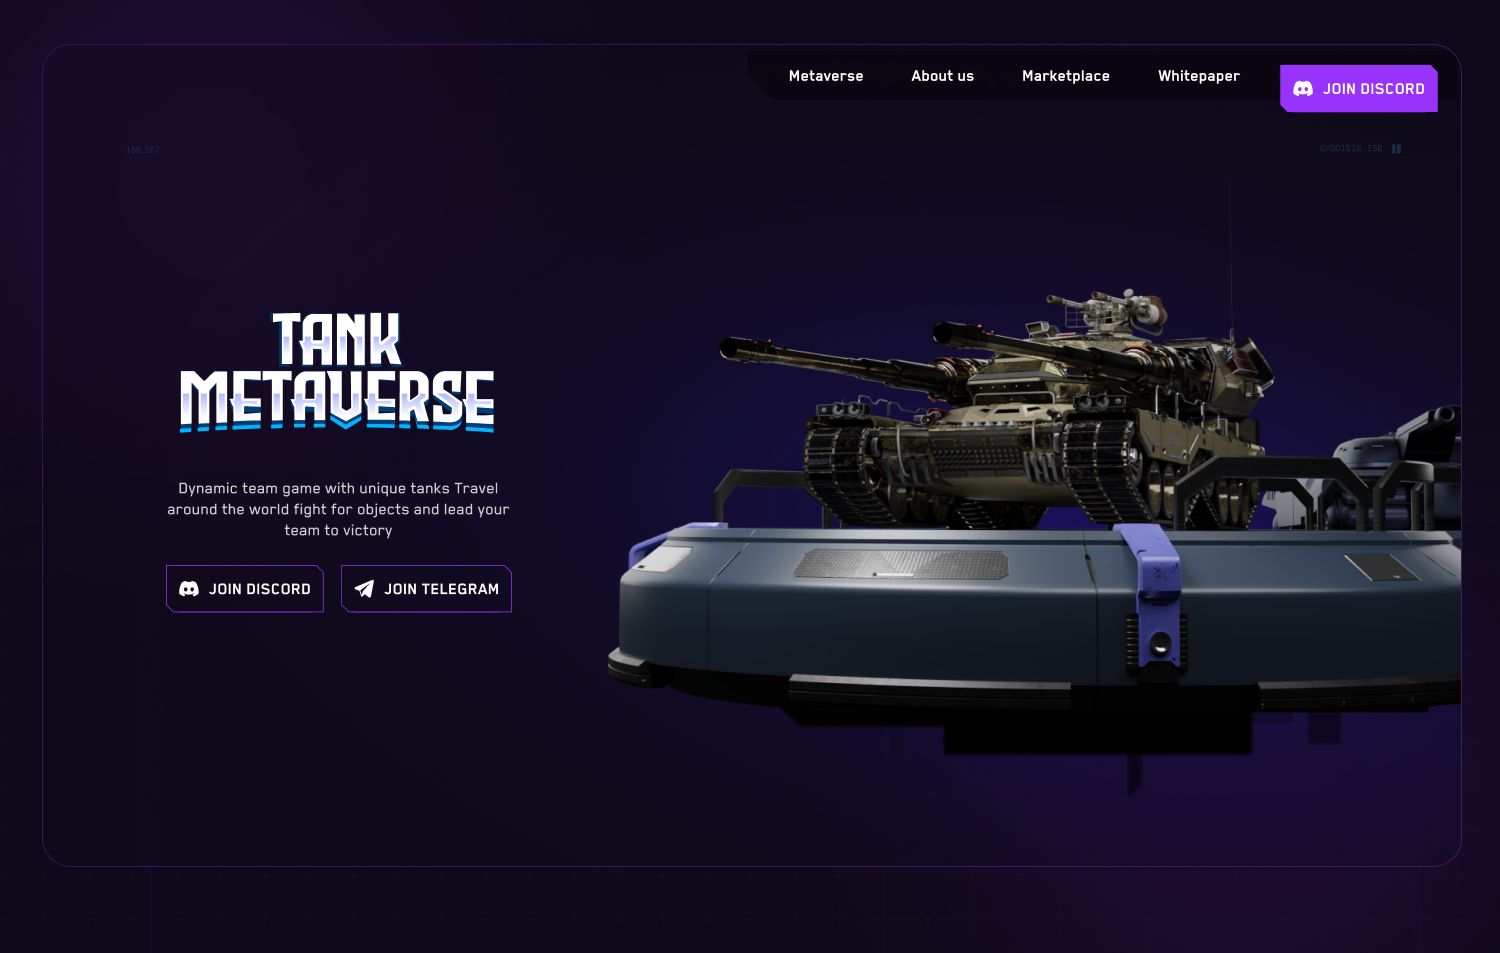 Metaverse About us Marketplace Whitepaper JOIN DISCORD
156.187
0/001516. 156
TANK
METAVERSE
Dynamic team game with unique tanks Travel
around the world fight for objects and lead your
team to victory
JOIN DISCORD JOIN TELEGRAM